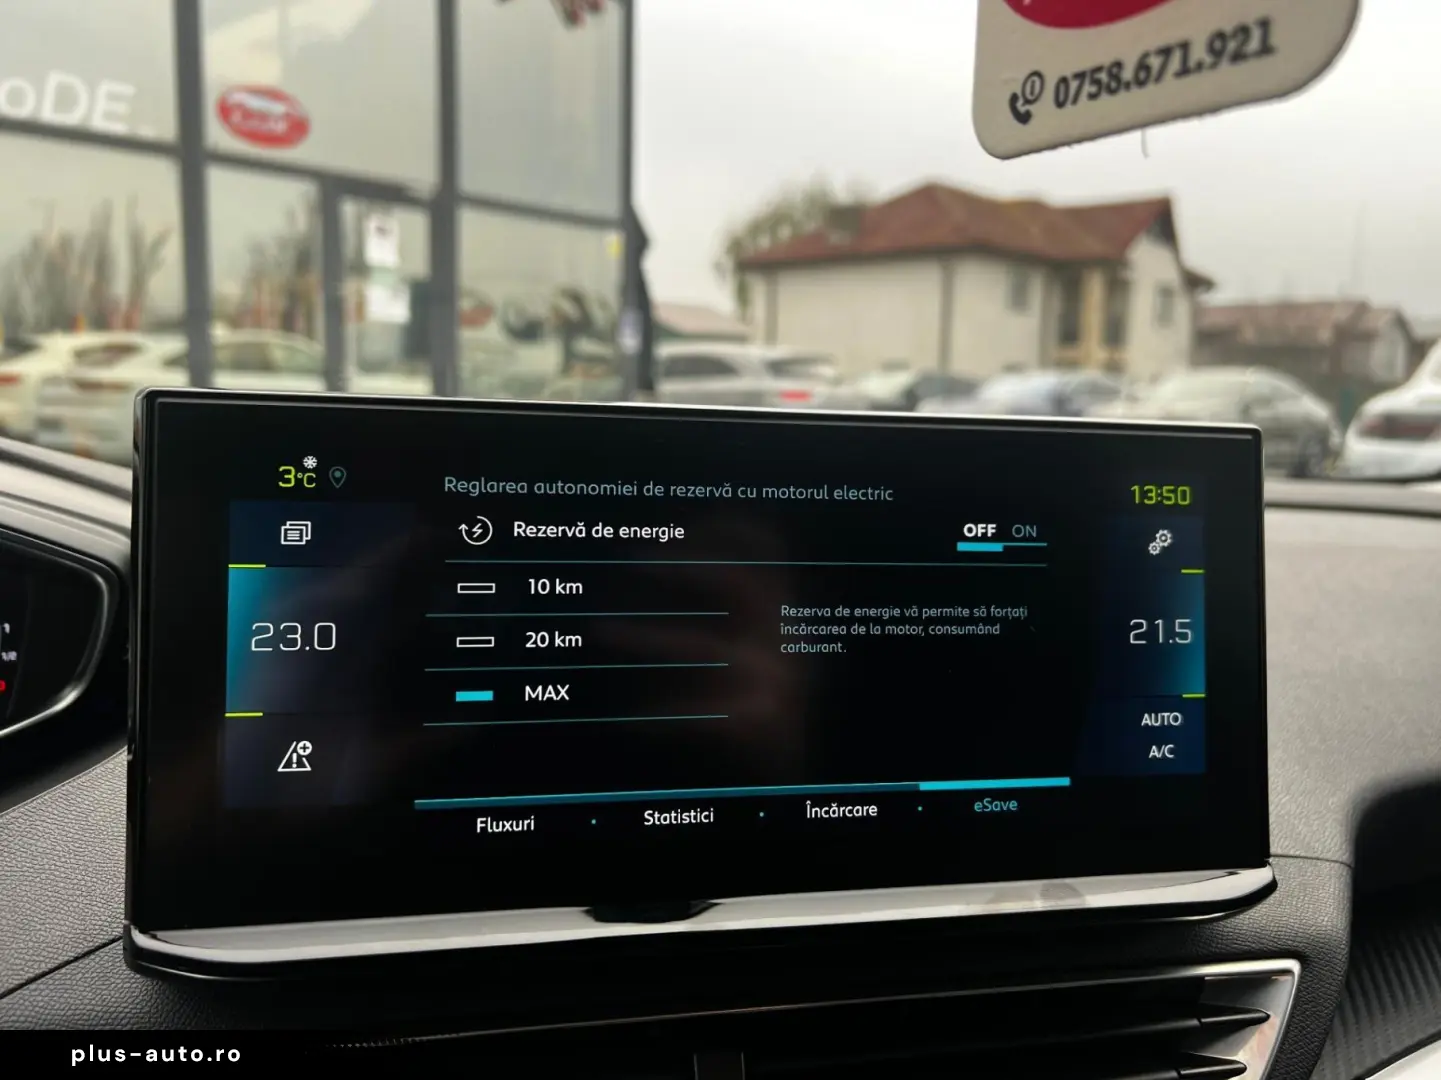 oDE.
0758.671.921
3°C
Reglarea autonomiei de rezervă cu motorul electric
13:50
Rezervă de energie
OFF ON
10 km
20 km
MAX
Rezerva de energie vă permite să forțați
încărcarea de la motor, consumând
carburant.
23.0
21.5
AUTO
A/C
Fluxuri
Statistici
Încărcare
eSave
plus-auto.ro